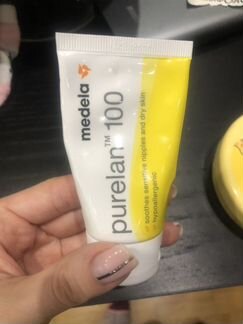 medela
purelan™ 100
soothes sensitive nipples and dry skin
hypoallergenic